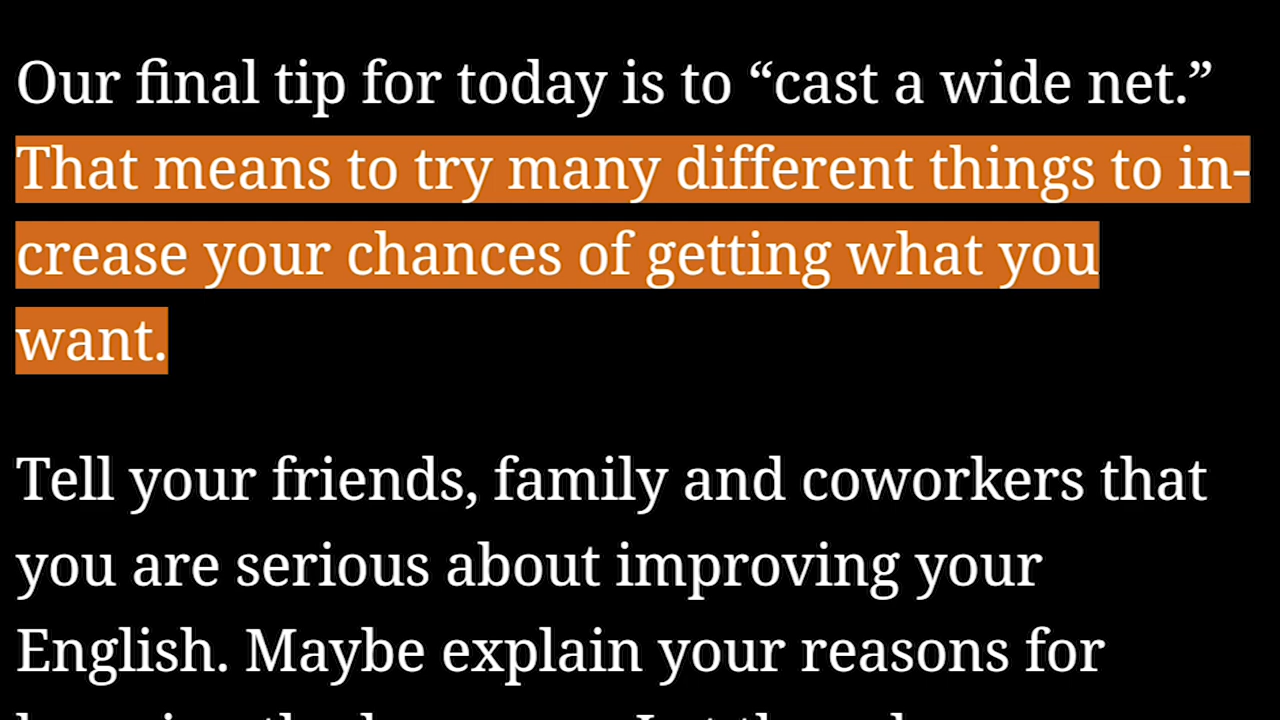 Our final tip for today is to “cast a wide net.”
That means to try many different things to in-
crease your chances of getting what you
want.
Tell your friends, family and coworkers that
you are serious about improving your
English. Maybe explain your reasons for